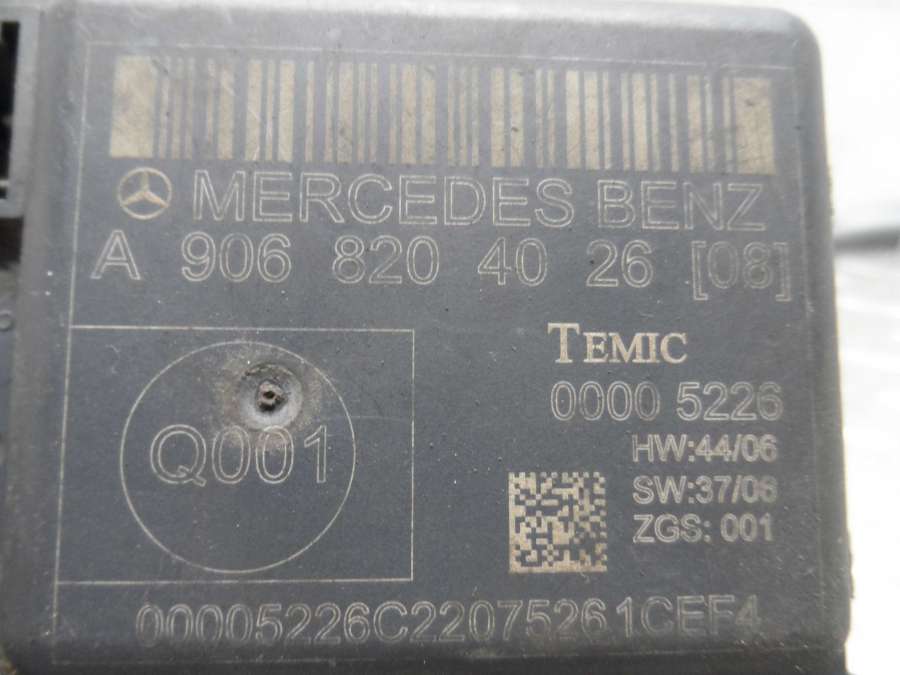 MERCEDES BENZ
A 906 820 40 26 [08]
TEMIC
0000 5226
HW:44/06
SW:37/06
ZGS: 001
Q001
00005226C22075261CEF4